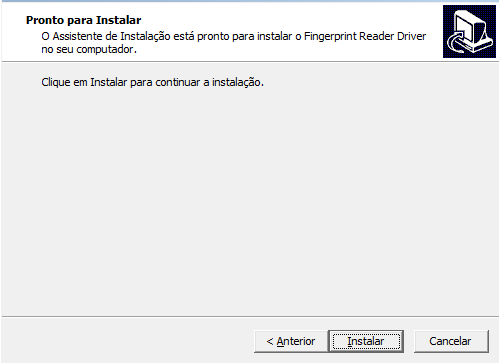 Pronto para Instalar
O Assistente de Instalação está pronto para instalar o Fingerprint Reader Driver
no seu computador.
Clique em Instalar para continuar a instalação.
< Anterior
Instalar
Cancelar